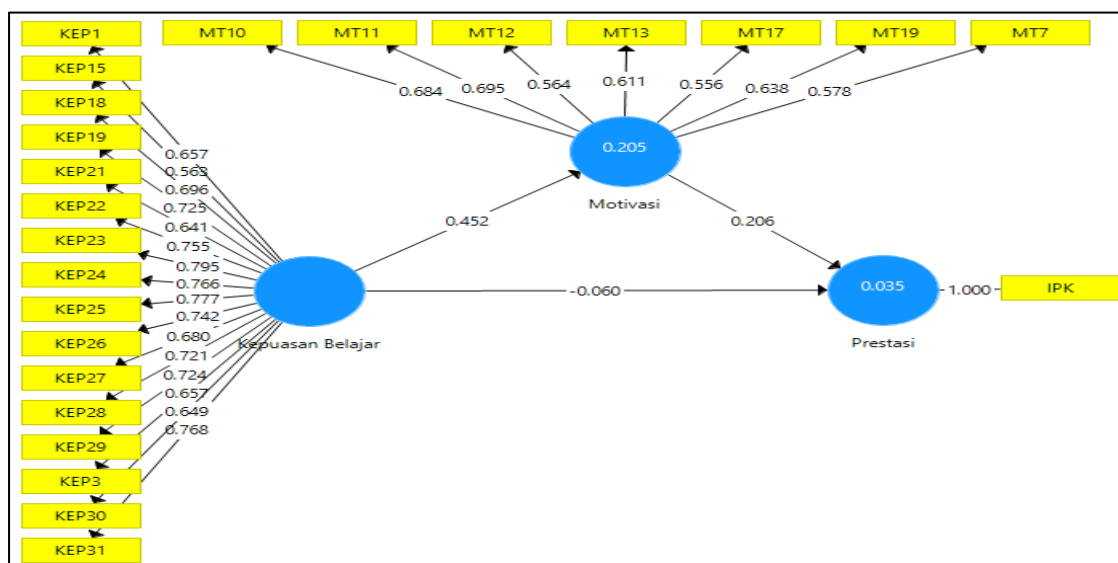 KEP1
MT10
MT11
MT12
MT13
MT17
MT19
MT7
KEP15
KEP18
KEP19
KEP21
KEP22
KEP23
KEP24
KEP25
KEP26
KEP27
KEP28
KEP29
KEP3
KEP30
KEP31
0.684
0.695
0.564
0.611
0.556
0.638
0.578
0.657
0.563
0.696
0.725
0.641
0.755
0.795
0.766
0.777
0.742
0.680
0.721
0.724
0.657
0.649
0.768
0.205
Motivasi
0.452
0.206
-0.060
Kepuasan Belajar
0.035
Prestasi
1.000
IPK